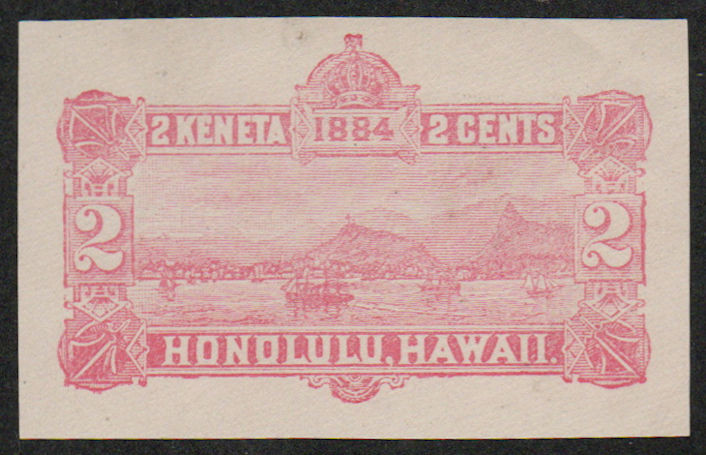 2 KENETA 1884 2 CENTS
2 2
HONOLULU, HAWAII.